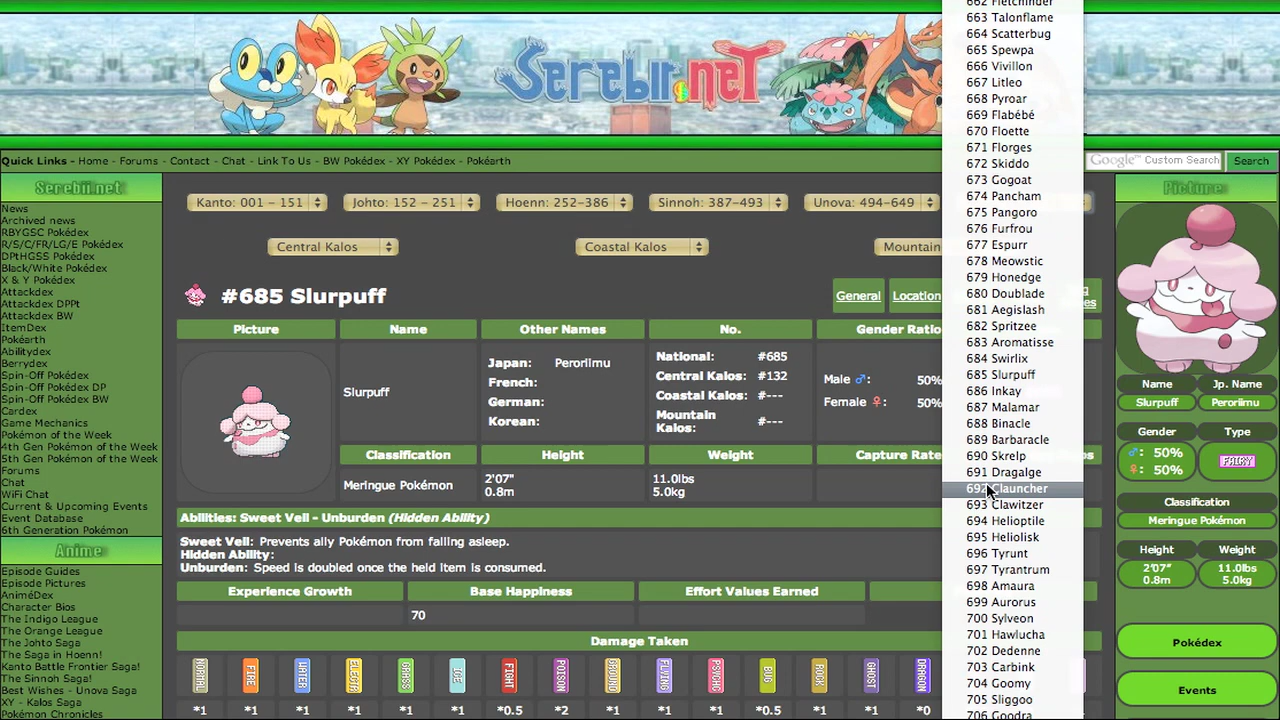 Serebii.net
Quick Links - Home - Forums - Contact - Chat - Link To Us - BW Pokédex - XY Pokédex - Pokéarth
Google™ Custom Search
Search
Serebii.net
News
Archived news
RBYGSC Pokédex
R/S/C/FR/LG/E Pokédex
DPtHGSS Pokédex
Black/White Pokédex
X & Y Pokédex
Attackdex
Attackdex DPPt
Attackdex BW
ItemDex
Pokéarth
Abilitydex
Berrydex
Spin-Off Pokédex
Spin-Off Pokédex DP
Spin-Off Pokédex BW
Cardex
Game Mechanics
Pokémon of the Week
4th Gen Pokémon of the Week
5th Gen Pokémon of the Week
Forums
Chat
WiFi Chat
Current & Upcoming Events
Event Database
6th Generation Pokémon
Anime
Episode Guides
Episode Pictures
AniméDex
Character Bios
The Indigo League
The Orange League
The Johto Saga
The Saga in Hoenn!
Kanto Battle Frontier Saga!
The Sinnoh Saga!
Best Wishes - Unova Saga
XY - Kalos Saga
Pokémon Chronicles
Johto: 152 – 251
Sinnoh: 387-493
Unova: 494-649
Central Kalos
Coastal Kalos
Mountain
#685 Slurpuff
General
Location
Picture
Name
Other Names
No.
Gender Ratio
Slurpuff
Japan: Peroriimu
French:
German:
Korean:
National: #685
Central Kalos: #132
Coastal Kalos: #---
Mountain Kalos: #---
Male ♂: 50%
Female ♀: 50%
Classification
Height
Weight
Capture Rate
Meringue Pokémon
2'07"
0.8m
11.0lbs
5.0kg
Abilities: Sweet Veil - Unburden (Hidden Ability)
Sweet Veil: Prevents ally Pokémon from falling asleep.
Hidden Ability:
Unburden: Speed is doubled once the held item is consumed.
Experience Growth
Base Happiness
Effort Values Earned
70
Damage Taken
*1 *1 *1 *1 *1 *1 *0.5 *1 *1 *1 *1 *0.5 *1 *1 *0
662 Fletchinder
663 Talonflame
664 Scatterbug
665 Spewpa
666 Vivillon
667 Litleo
668 Pyroar
669 Flabébé
670 Floette
671 Florges
672 Skiddo
673 Gogoat
674 Pancham
675 Pangoro
676 Furfrou
677 Espurr
678 Meowstic
679 Honedge
680 Doublade
681 Aegislash
682 Spritzee
683 Aromatisse
684 Swirlix
685 Slurpuff
686 Inkay
687 Malamar
688 Binacle
689 Barbaracle
690 Skrelp
691 Dragalge
692 Clauncher
693 Clawitzer
694 Helioptile
695 Heliolisk
696 Tyrunt
697 Tyrantrum
698 Amaura
699 Aurorus
700 Sylveon
701 Hawlucha
702 Dedenne
703 Carbink
704 Goomy
705 Sliggoo
706 Goodra
Picture
Name
Jp. Name
Slurpuff
Peroriimu
Gender
Type
♂: 50%
♀: 50%
FAIRY
Classification
Meringue Pokémon
Height
Weight
2'07"
0.8m
11.0lbs
5.0kg
Pokédex
Events